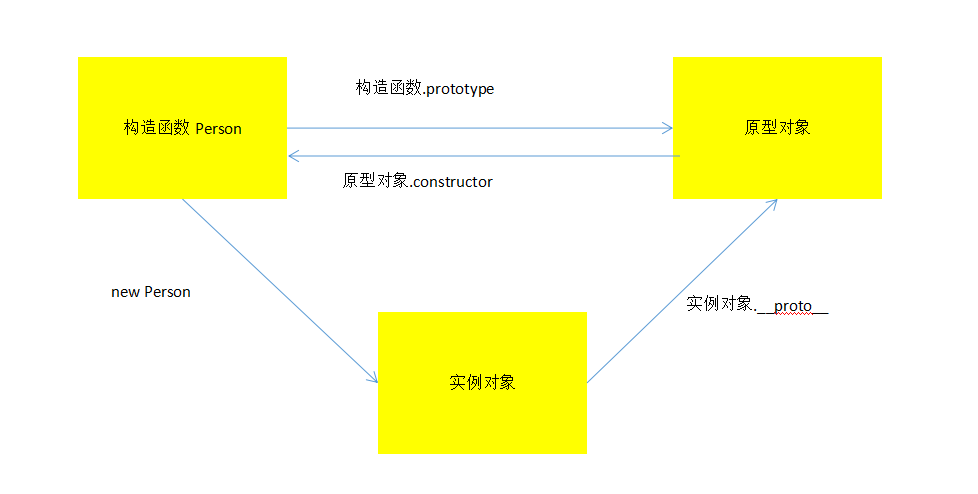 构造函数.prototype
构造函数 Person
原型对象
原型对象.constructor
new Person
实例对象.__proto__
实例对象